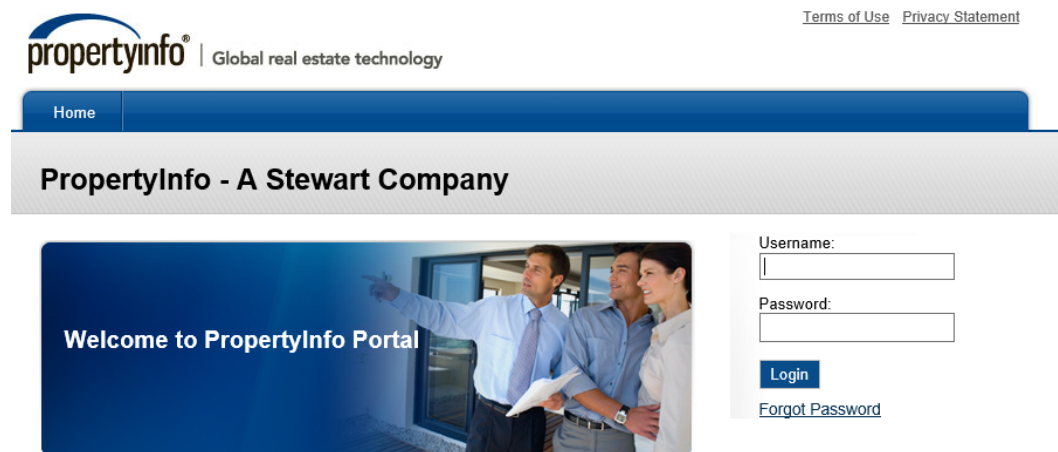 Terms of Use Privacy Statement
propertyinfo® | Global real estate technology
Home
PropertyInfo - A Stewart Company
Welcome to PropertyInfo Portal
Username:
Password:
Login
Forgot Password